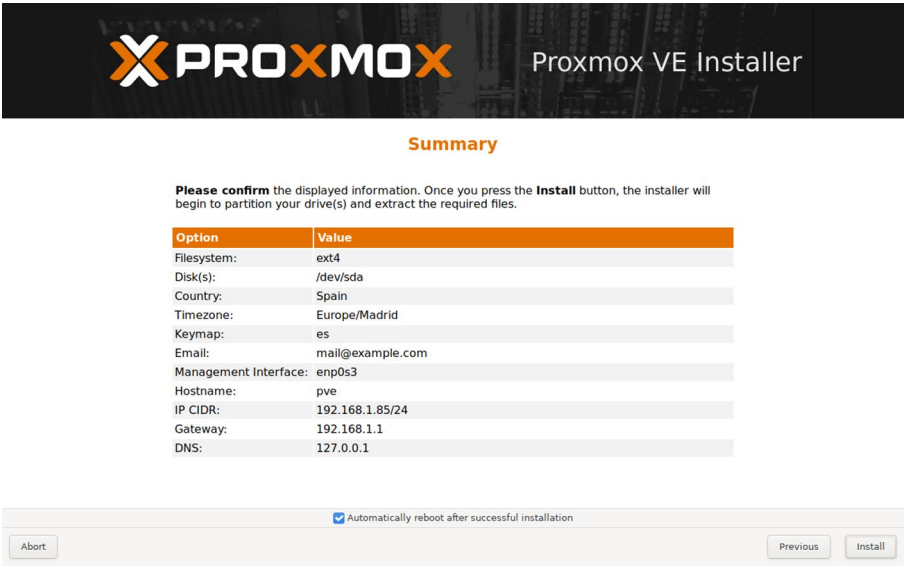 PROXMOX
Proxmox VE Installer
Summary
Please confirm the displayed information. Once you press the Install button, the installer will
begin to partition your drive(s) and extract the required files.
Option Value
Filesystem: ext4
Disk(s): /dev/sda
Country: Spain
Timezone: Europe/Madrid
Keymap: es
Email: mail@example.com
Management Interface: enp0s3
Hostname: pve
IP CIDR: 192.168.1.85/24
Gateway: 192.168.1.1
DNS: 127.0.0.1
Automatically reboot after successful installation
Abort Previous Install